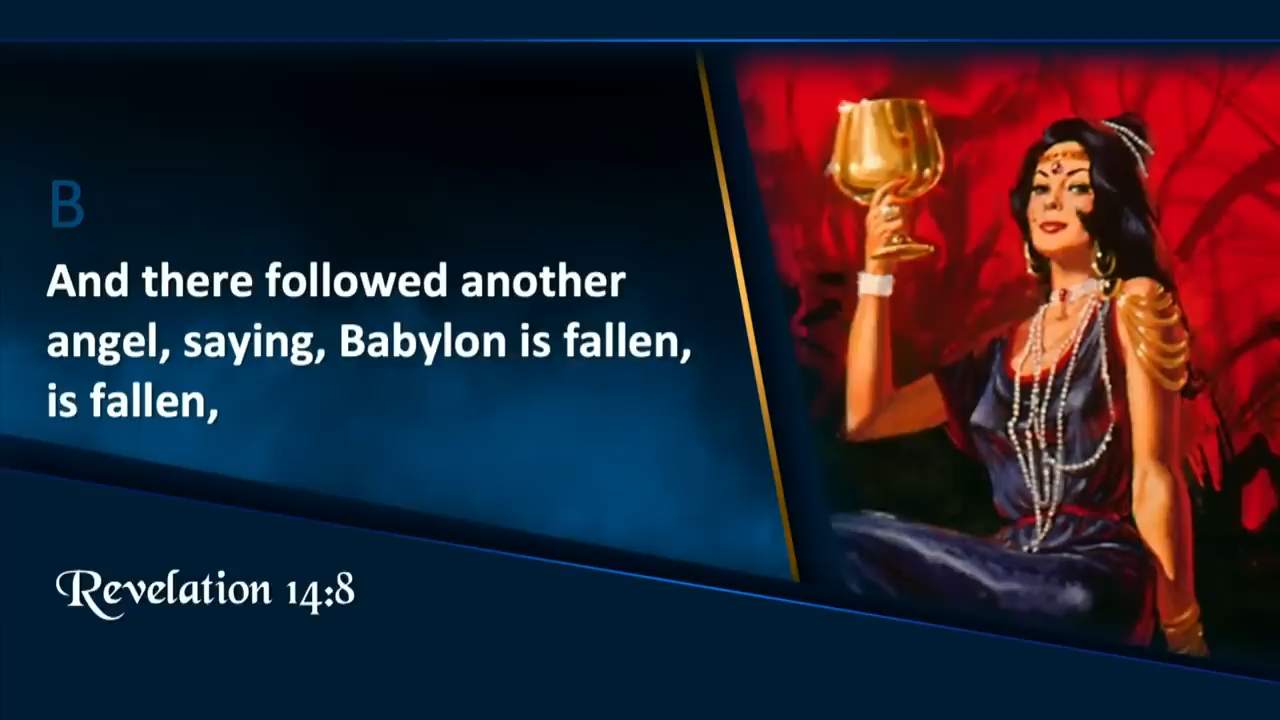 B
And there followed another
angel, saying, Babylon is fallen,
is fallen,
Revelation 14:8